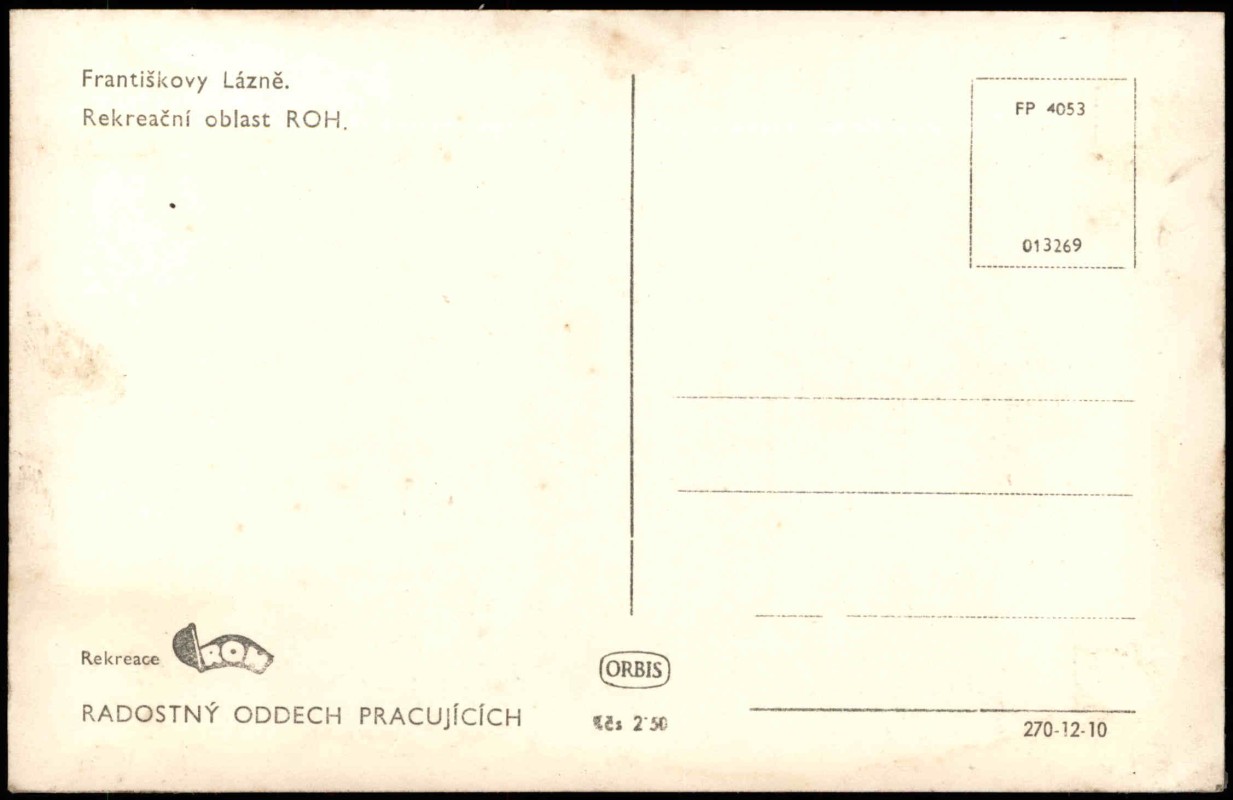 Františkovy Lázně.
Rekreační oblast ROH.
FP 4053
013269
Rekreace ROH
RADOSTNÝ ODDECH PRACUJÍCÍCH
ORBIS
Kčs 2·50
270-12-10